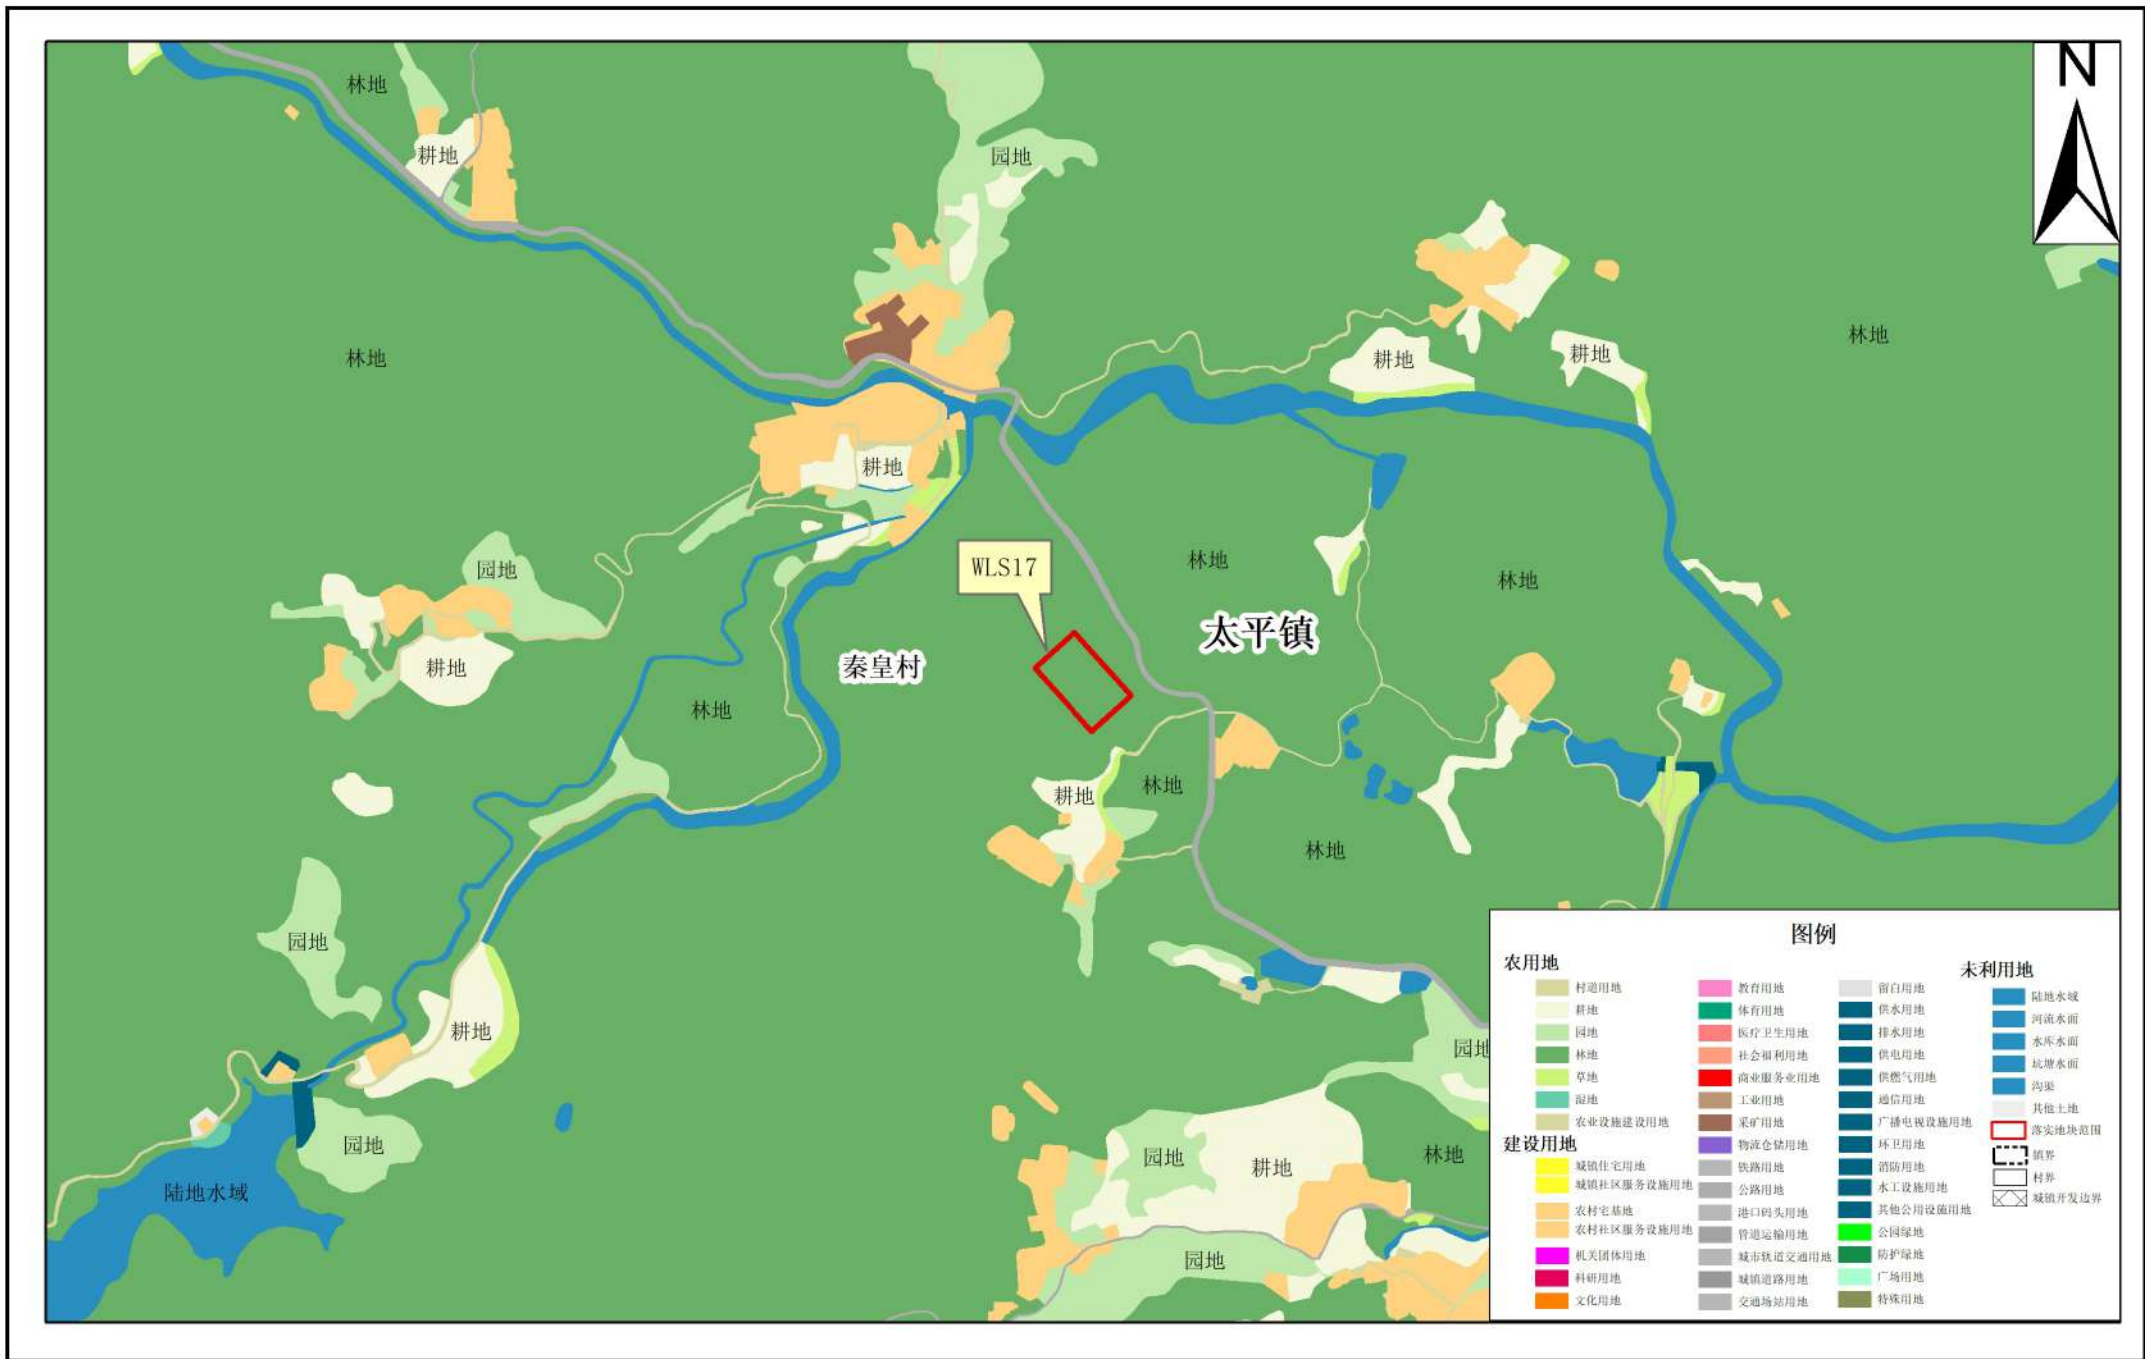 N
林地
耕地
园地
林地
林地
耕地
耕地
耕地
WLS17
林地
园地
林地
太平镇
秦皇村
耕地
林地
林地
耕地
林地
园地
耕地
园地
园地
陆地水域
园地
耕地
林地
园地
图例
农用地
村道用地
耕地
园地
林地
草地
湿地
农业设施建设用地
建设用地
城镇住宅用地
城镇社区服务设施用地
农村宅基地
农村社区服务设施用地
机关团体用地
科研用地
文化用地
教育用地
体育用地
医疗卫生用地
社会福利用地
商业服务业用地
工业用地
采矿用地
物流仓储用地
铁路用地
公路用地
港口码头用地
管道运输用地
城市轨道交通用地
城镇道路用地
交通场站用地
留白用地
供水用地
排水用地
供电用地
供燃气用地
通信用地
广播电视设施用地
环卫用地
消防用地
水工设施用地
其他公用设施用地
公园绿地
防护绿地
广场用地
特殊用地
未利用地
陆地水域
河流水面
水库水面
坑塘水面
沟渠
其他土地
落实地块范围
镇界
村界
城镇开发边界